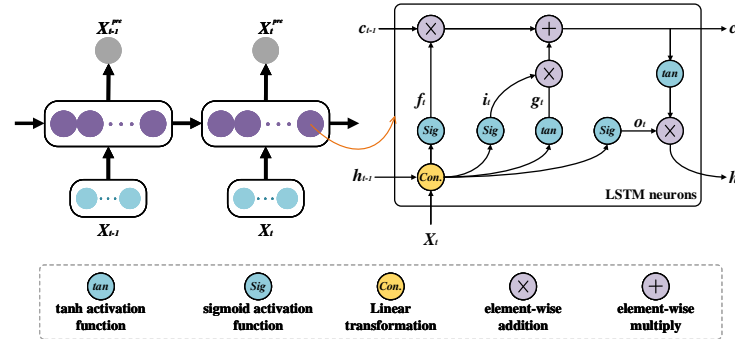 X_{t-1}^{pre}
X_t^{pre}
...
...
...
...
X_{t-1}
X_t
c_{t-1}
×
+
c
tan
f_t
i_t
×
g_t
Sig
Sig
tan
Sig
o_t
×
h_{t-1}
Con.
h
LSTM neurons
X_t
tan
Sig
Con.
×
+
tanh activation
function
sigmoid activation
function
Linear
transformation
element-wise
addition
element-wise
multiply